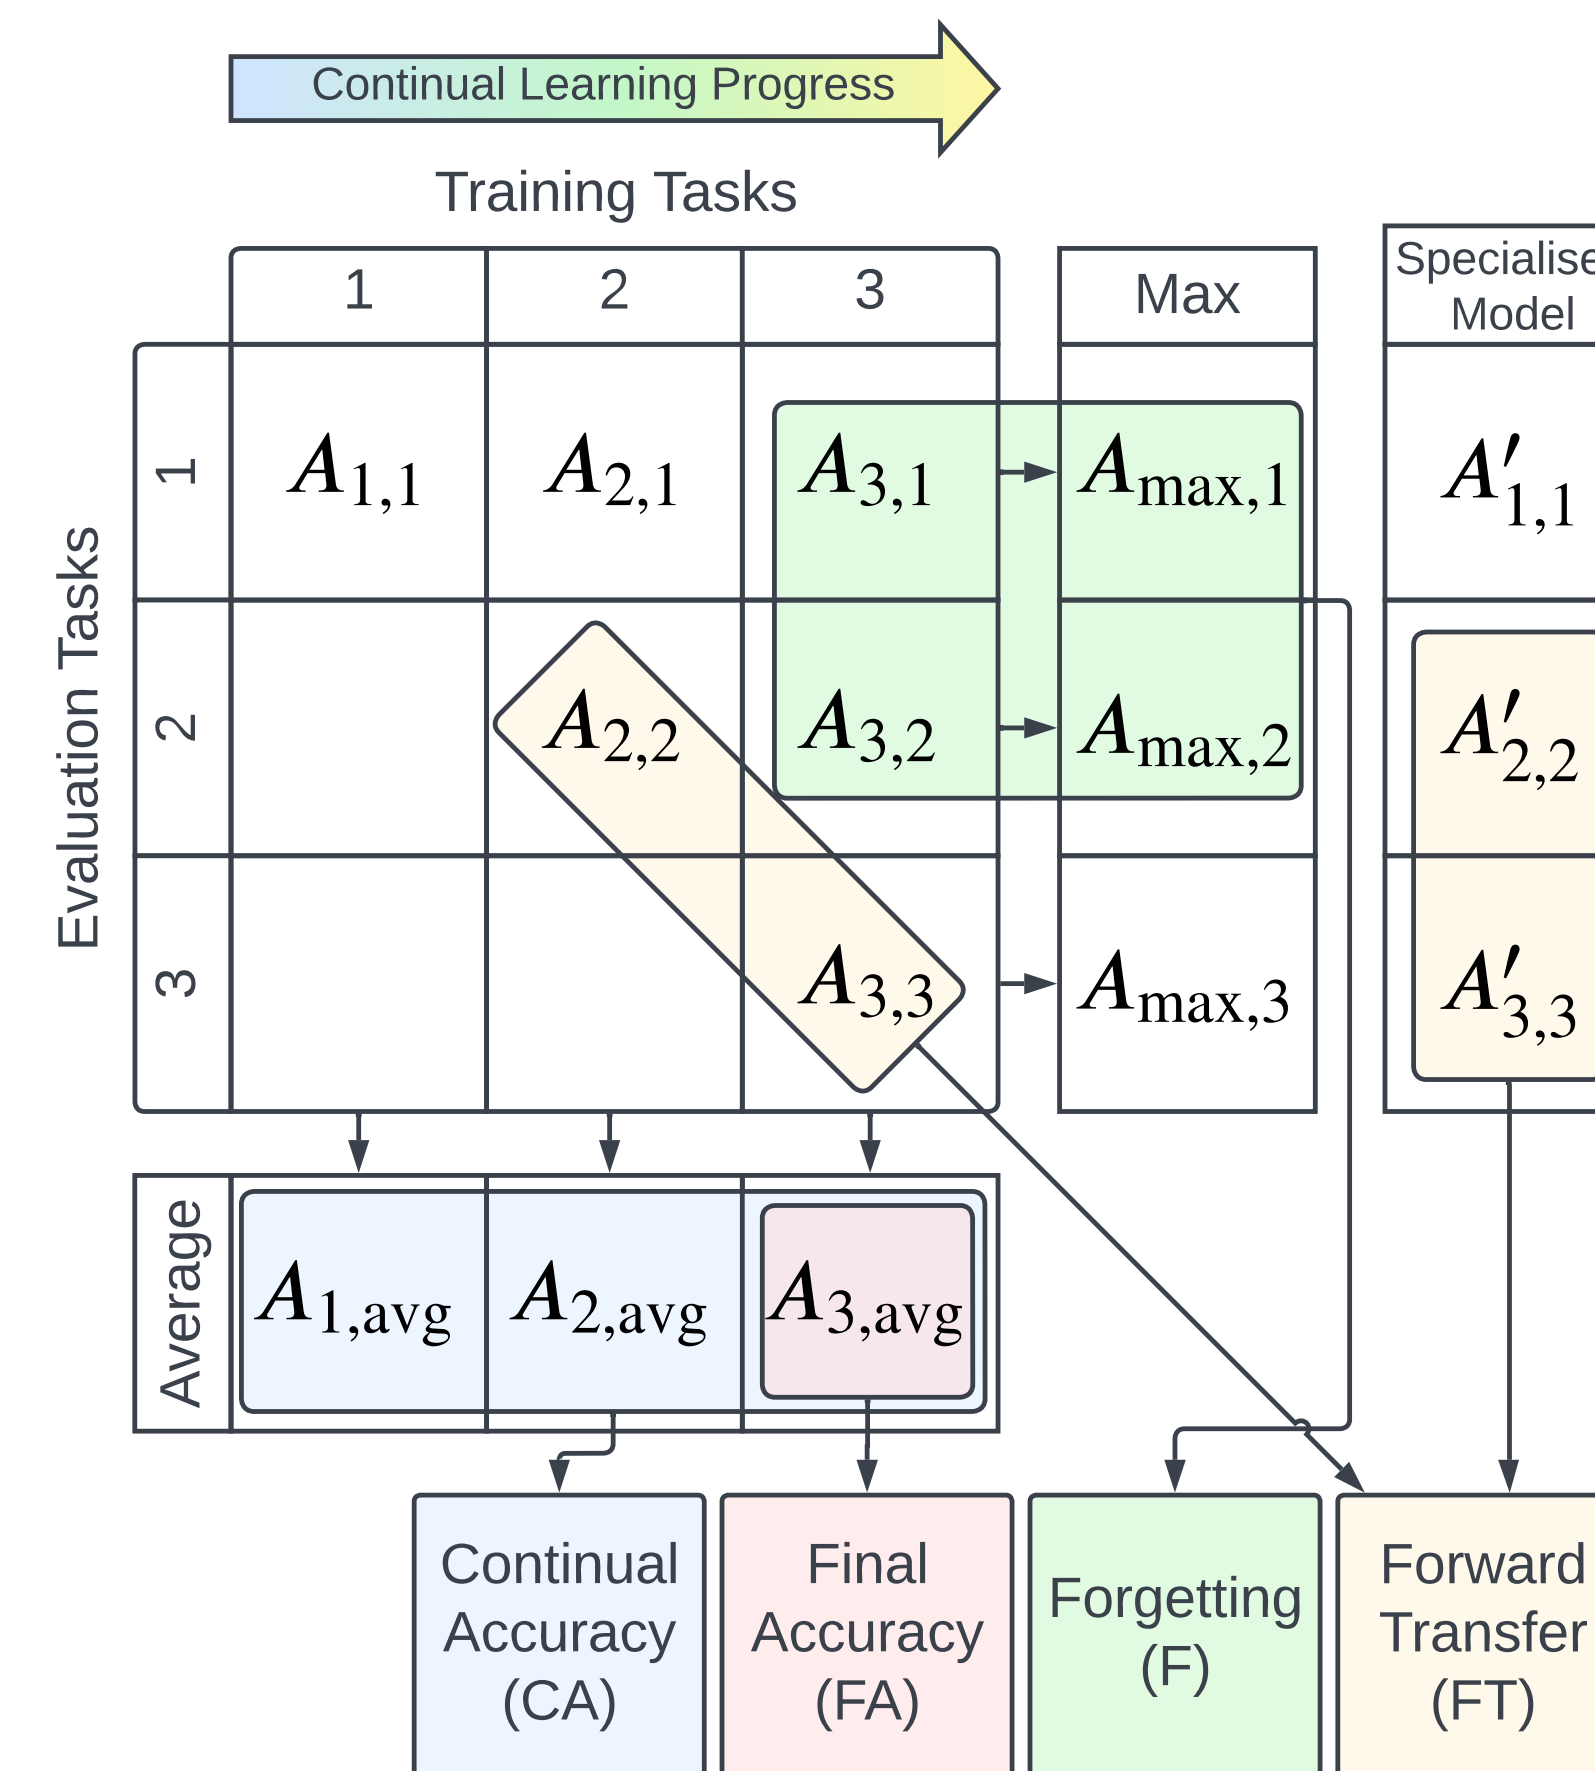 Continual Learning Progress
Training Tasks
1 2 3 Max
Specialise
Model
Evaluation Tasks
1 A1,1 A2,1 A3,1 Amax,1 A′1,1
2 A2,2 A3,2 Amax,2 A′2,2
3 A3,3 Amax,3 A′3,3
Average A1,avg A2,avg A3,avg
Continual
Accuracy
(CA)
Final
Accuracy
(FA)
Forgetting
(F)
Forward
Transfer
(FT)